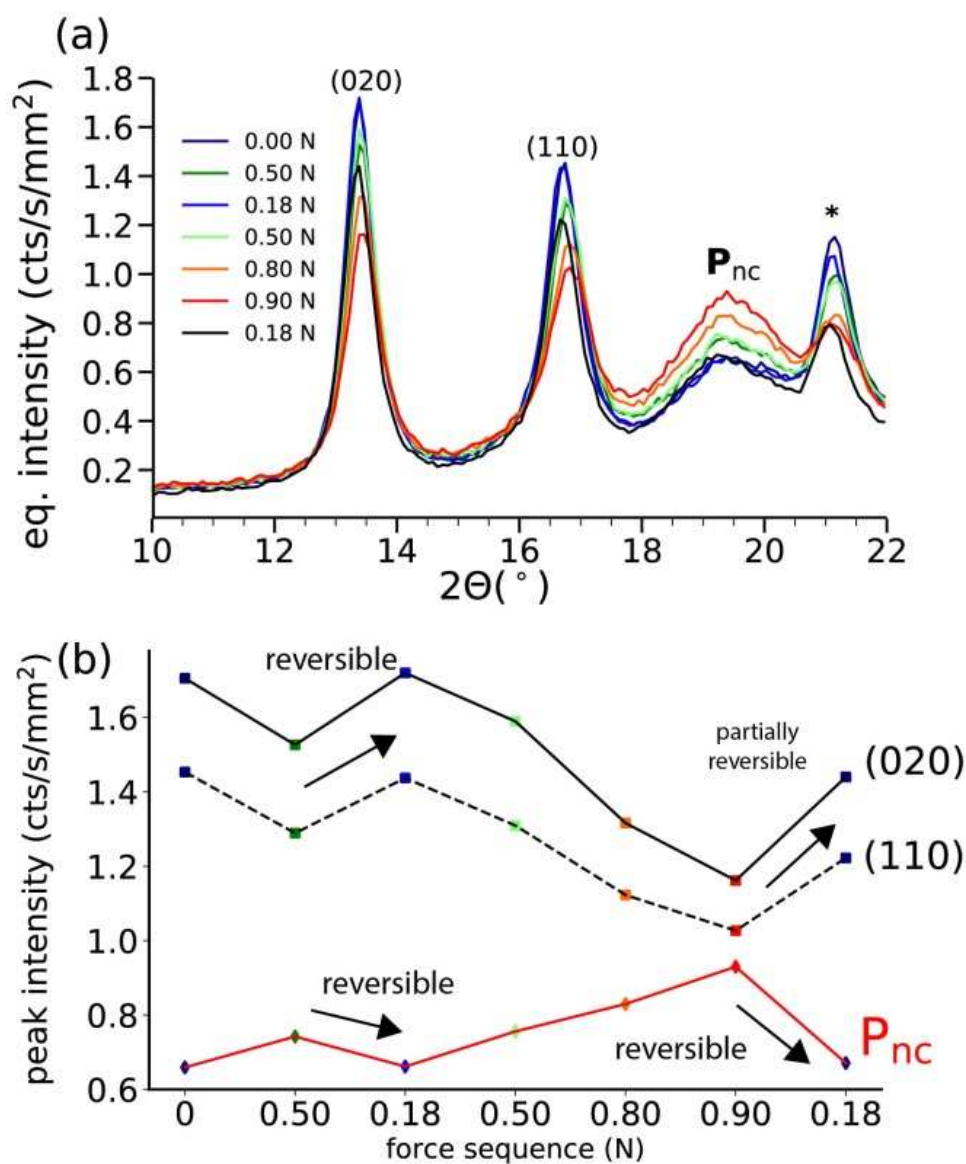 (a)
eq. intensity (cts/s/mm²)
1.8
1.6
1.4
1.2
1.0
0.8
0.6
0.4
0.2
(020)
(110)
P_nc
*
0.00 N
0.50 N
0.18 N
0.50 N
0.80 N
0.90 N
0.18 N
10 12 14 16 18 20 22
2Θ(°)
(b)
peak intensity (cts/s/mm²)
1.6
1.4
1.2
1.0
0.8
0.6
reversible
partially
reversible
(020)
(110)
reversible
reversible
P_nc
0 0.50 0.18 0.50 0.80 0.90 0.18
force sequence (N)